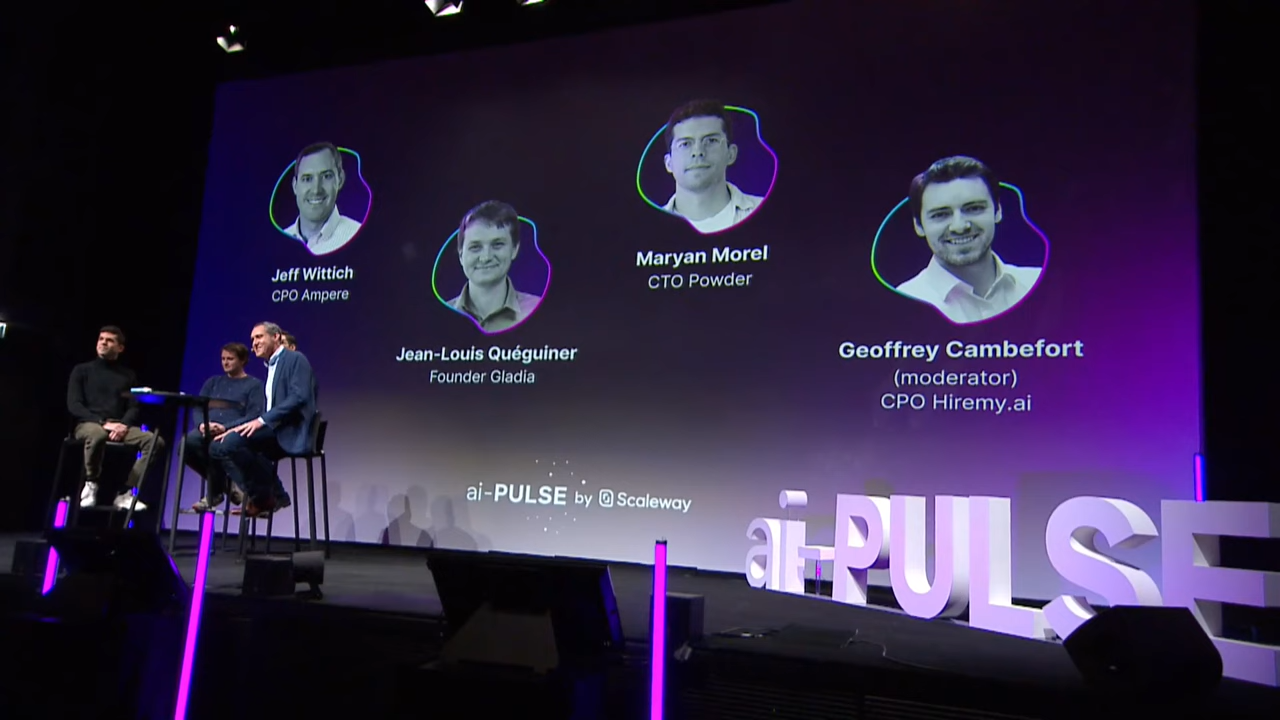 Jeff Wittich
CPO Ampere
Jean-Louis Quéguiner
Founder Gladia
Maryan Morel
CTO Powder
Geoffrey Cambefort
(moderator)
CPO Hiremy.ai
ai-PULSE by Scaleway
ai-PULSE